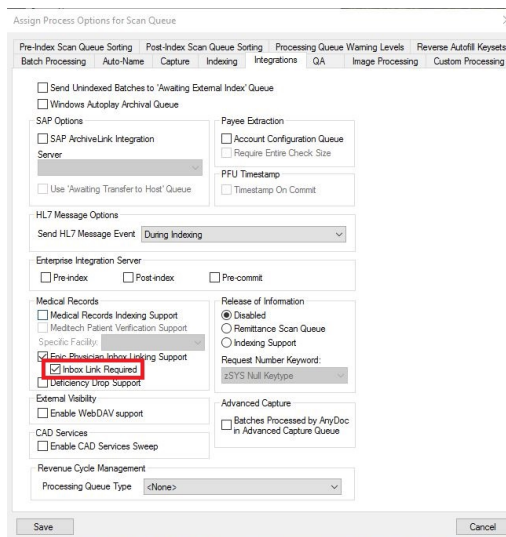 Assign Process Options for Scan Queue
Pre-Index Scan Queue Sorting Post-Index Scan Queue Sorting Processing Queue Warning Levels Reverse Autofill Keysets
Batch Processing Auto-Name Capture Indexing Integrations QA Image Processing Custom Processing
Send Unindexed Batches to 'Awaiting External Index' Queue
Windows Autoplay Archival Queue
SAP Options
SAP ArchiveLink Integration
Server
Use 'Awaiting Transfer to Host' Queue
Payee Extraction
Account Configuration Queue
Require Entire Check Size
PFU Timestamp
Timestamp On Commit
HL7 Message Options
Send HL7 Message Event During Indexing
Enterprise Integration Server
Pre-index Post-index Pre-commit
Medical Records
Medical Records Indexing Support
Meditech Patient Verification Support
Specific Facility:
Epic Physician Inbox Linking Support
Inbox Link Required
Deficiency Drop Support
Release of Information
Disabled
Remittance Scan Queue
Indexing Support
Request Number Keyword:
zSYS Null Keytype
External Visibility
Enable WebDAV support
CAD Services
Enable CAD Services Sweep
Advanced Capture
Batches Processed by AnyDoc
in Advanced Capture Queue
Revenue Cycle Management
Processing Queue Type <None>
Save Cancel